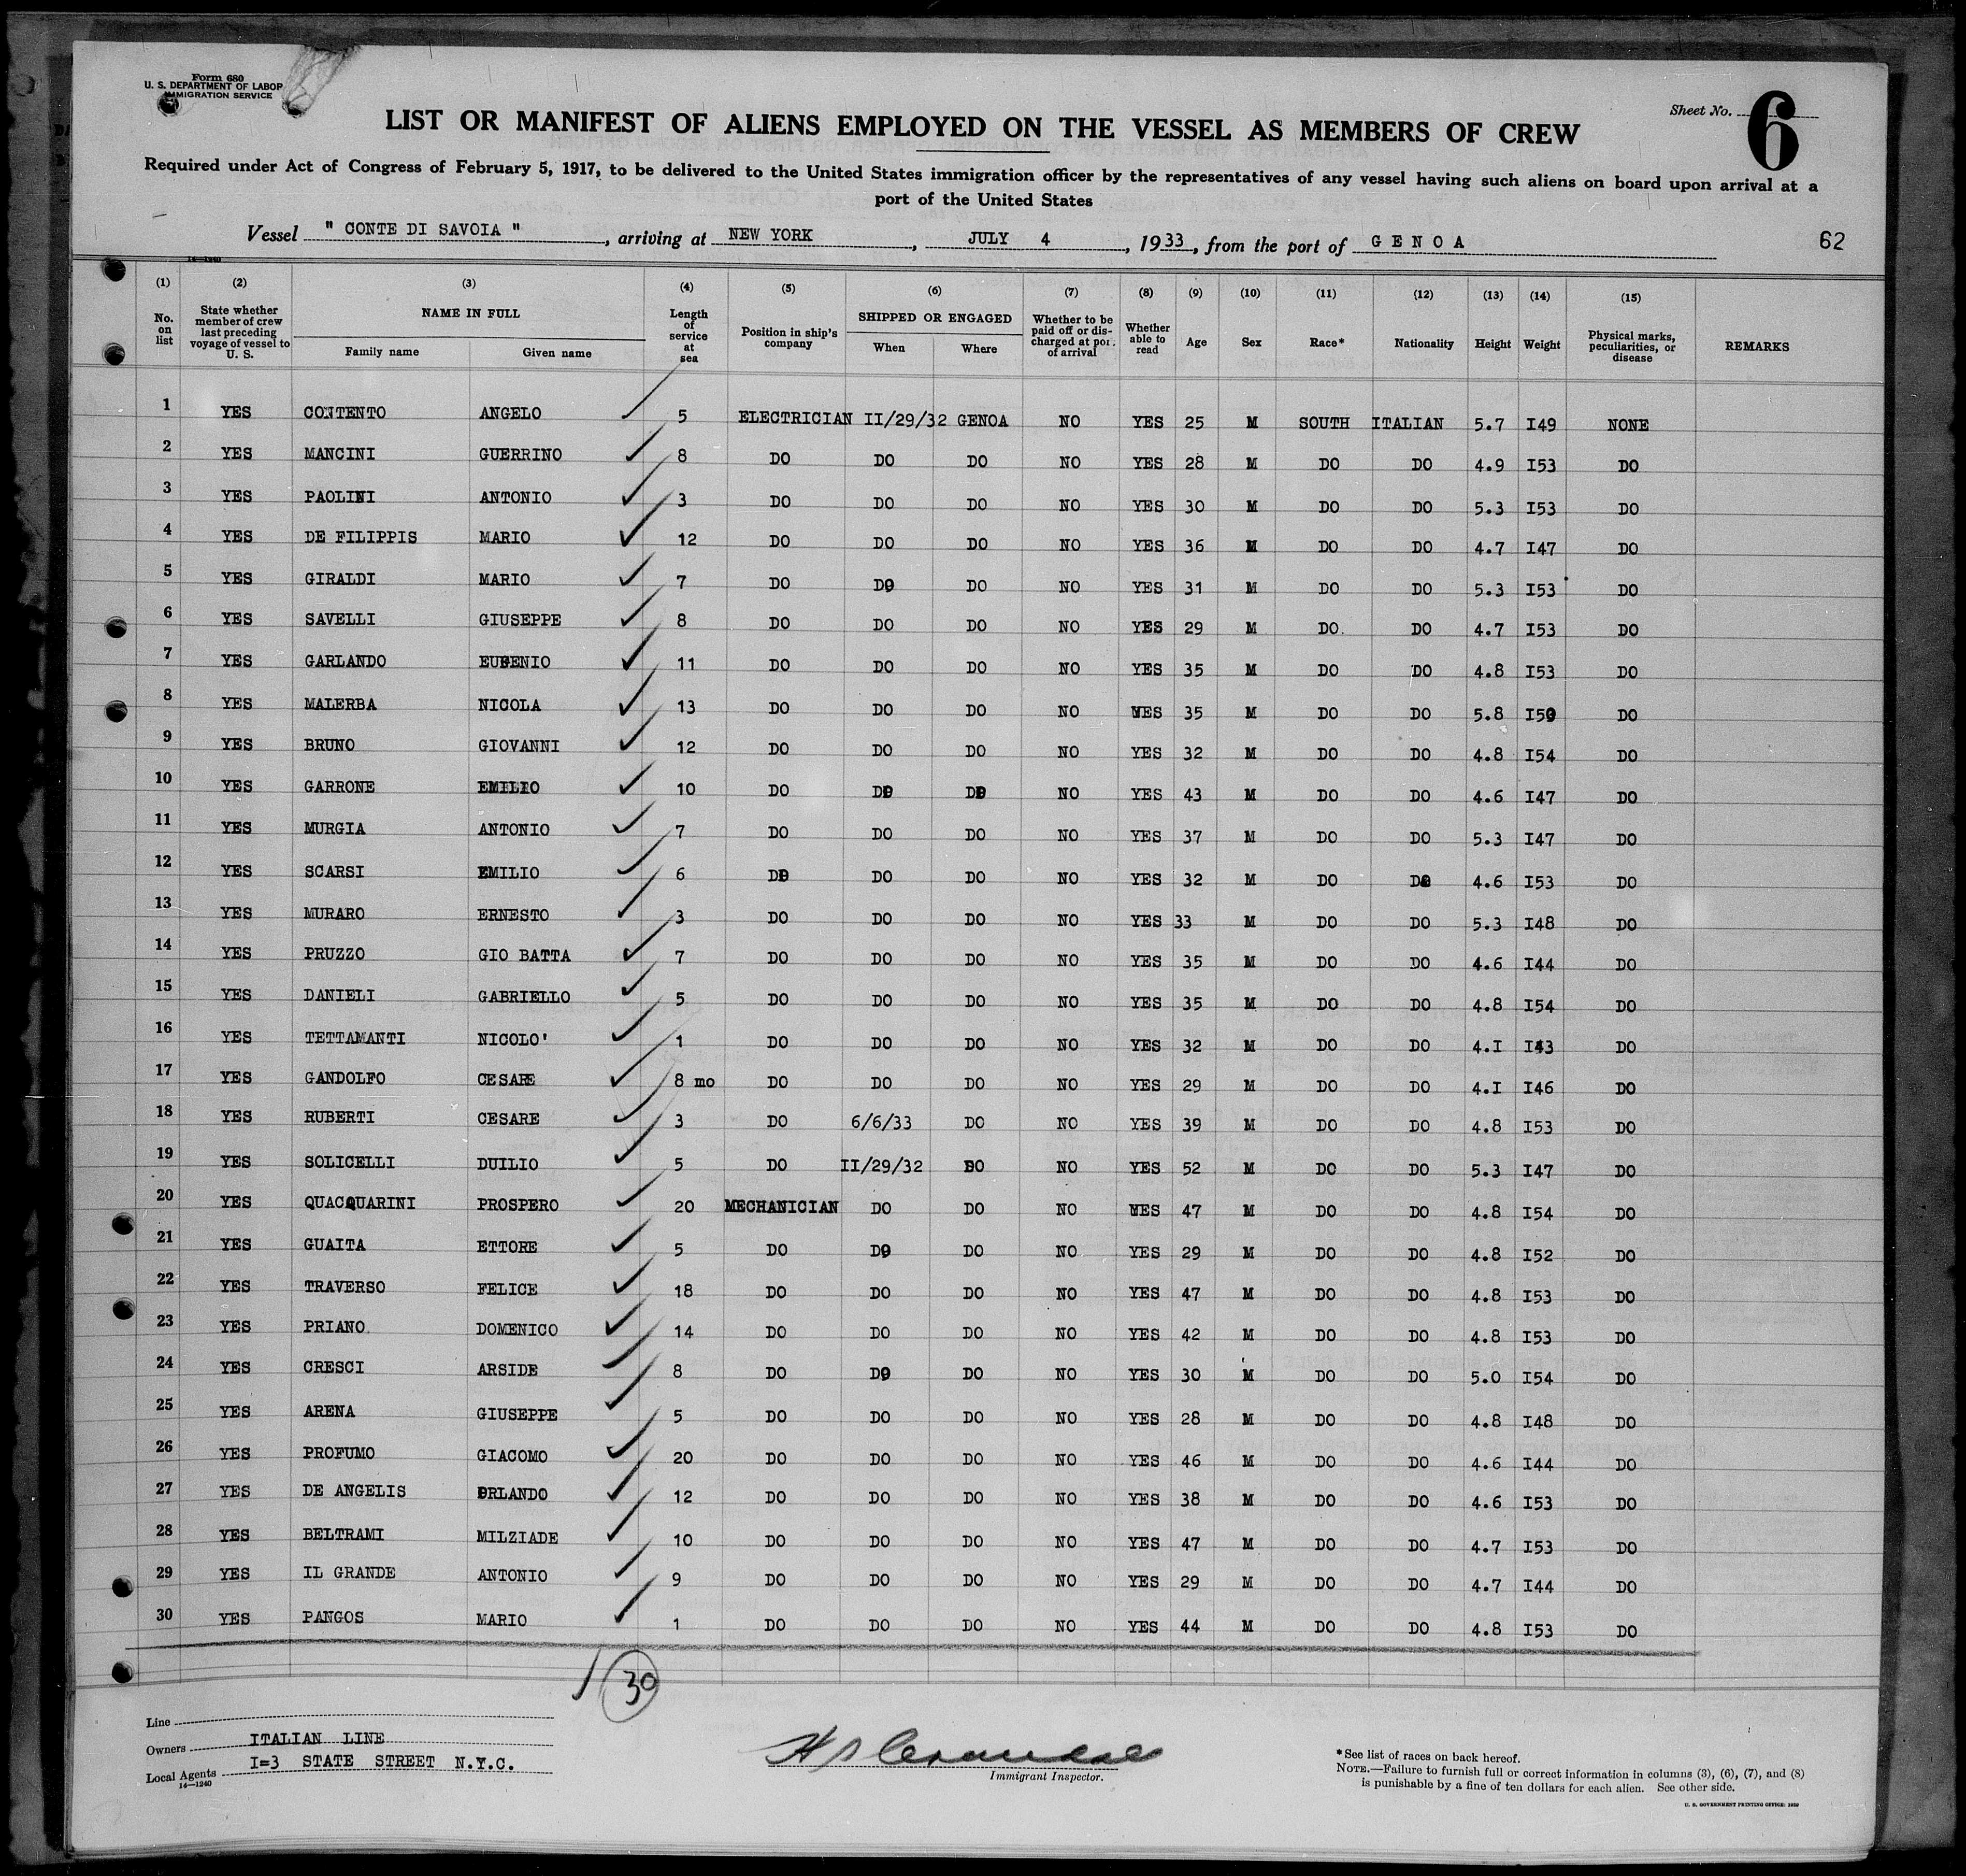 Form 680
U. S. DEPARTMENT OF LABOR
IMMIGRATION SERVICE
Sheet No. 6
LIST OR MANIFEST OF ALIENS EMPLOYED ON THE VESSEL AS MEMBERS OF CREW
Required under Act of Congress of February 5, 1917, to be delivered to the United States immigration officer by the representatives of any vessel having such aliens on board upon arrival at a
port of the United States
Vessel " CONTE DI SAVOIA ", arriving at NEW YORK, JULY 4, 1933, from the port of GENOA 62
14-1240
(1) (2) (3) (4) (5) (6) (7) (8) (9) (10) (11) (12) (13) (14) (15)
No. on list State whether member of crew last preceding voyage of vessel to U. S. NAME IN FULL Family name Given name Length of service at sea Position in ship's company SHIPPED OR ENGAGED When Where Whether to be paid off or discharged at port of arrival Whether able to read Age Sex Race* Nationality Height Weight Physical marks, peculiarities, or disease REMARKS
1 YES CONTENTO ANGELO 5 ELECTRICIAN II/29/32 GENOA NO YES 25 M SOUTH ITALIAN 5.7 I49 NONE
2 YES MANCINI GUERRINO 8 DO DO DO NO YES 28 M DO DO 4.9 I53 DO
3 YES PAOLINI ANTONIO 3 DO DO DO NO YES 30 M DO DO 5.3 I53 DO
4 YES DE FILIPPIS MARIO 12 DO DO DO NO YES 36 M DO DO 4.7 I47 DO
5 YES GIRALDI MARIO 7 DO DO DO NO YES 31 M DO DO 5.3 I53 DO
6 YES SAVELLI GIUSEPPE 8 DO DO DO NO YES 29 M DO DO 4.7 I53 DO
7 YES GARLANDO EUGENIO 11 DO DO DO NO YES 35 M DO DO 4.8 I53 DO
8 YES MALERBA NICOLA 13 DO DO DO NO YES 35 M DO DO 5.8 I50 DO
9 YES BRUNO GIOVANNI 12 DO DO DO NO YES 32 M DO DO 4.8 I54 DO
10 YES GARRONE EMILIO 10 DO DO DO NO YES 43 M DO DO 4.6 I47 DO
11 YES MURGIA ANTONIO 7 DO DO DO NO YES 37 M DO DO 5.3 I47 DO
12 YES SCARSI EMILIO 6 DO DO DO NO YES 32 M DO DO 4.6 I53 DO
13 YES MURARO ERNESTO 3 DO DO DO NO YES 33 M DO DO 5.3 I48 DO
14 YES PRUZZO GIO BATTA 7 DO DO DO NO YES 35 M DO DO 4.6 I44 DO
15 YES DANIELI GABRIELLO 5 DO DO DO NO YES 35 M DO DO 4.8 I54 DO
16 YES TETTAMANTI NICOLO' 1 DO DO DO NO YES 32 M DO DO 4.I I43 DO
17 YES GANDOLFO CESARE 8 mo DO DO DO NO YES 29 M DO DO 4.I I46 DO
18 YES RUBERTI CESARE 3 DO 6/6/33 DO NO YES 39 M DO DO 4.8 I53 DO
19 YES SOLICELLI DUILIO 5 DO II/29/32 DO NO YES 52 M DO DO 5.3 I47 DO
20 YES QUACQUARINI PROSPERO 20 MECHANICIAN DO DO NO YES 47 M DO DO 4.8 I54 DO
21 YES GUAITA ETTORE 5 DO DO DO NO YES 29 M DO DO 4.8 I52 DO
22 YES TRAVERSO FELICE 18 DO DO DO NO YES 47 M DO DO 4.8 I53 DO
23 YES PRIANO DOMENICO 14 DO DO DO NO YES 42 M DO DO 4.8 I53 DO
24 YES CRESCI ARSIDE 8 DO DO DO NO YES 30 M DO DO 5.0 I54 DO
25 YES ARENA GIUSEPPE 5 DO DO DO NO YES 28 M DO DO 4.8 I48 DO
26 YES PROFUMO GIACOMO 20 DO DO DO NO YES 46 M DO DO 4.6 I44 DO
27 YES DE ANGELIS ORLANDO 12 DO DO DO NO YES 38 M DO DO 4.6 I53 DO
28 YES BELTRAMI MILZIADE 10 DO DO DO NO YES 47 M DO DO 4.7 I53 DO
29 YES IL GRANDE ANTONIO 9 DO DO DO NO YES 29 M DO DO 4.7 I44 DO
30 YES PANGOS MARIO 1 DO DO DO NO YES 44 M DO DO 4.8 I53 DO
30
Line
Owners ITALIAN LINE
Local Agents I=3 STATE STREET N.Y.C.
14-1240
Immigrant Inspector.
*See list of races on back hereof.
NOTE.—Failure to furnish full or correct information in columns (3), (6), (7), and (8)
is punishable by a fine of ten dollars for each alien. See other side.